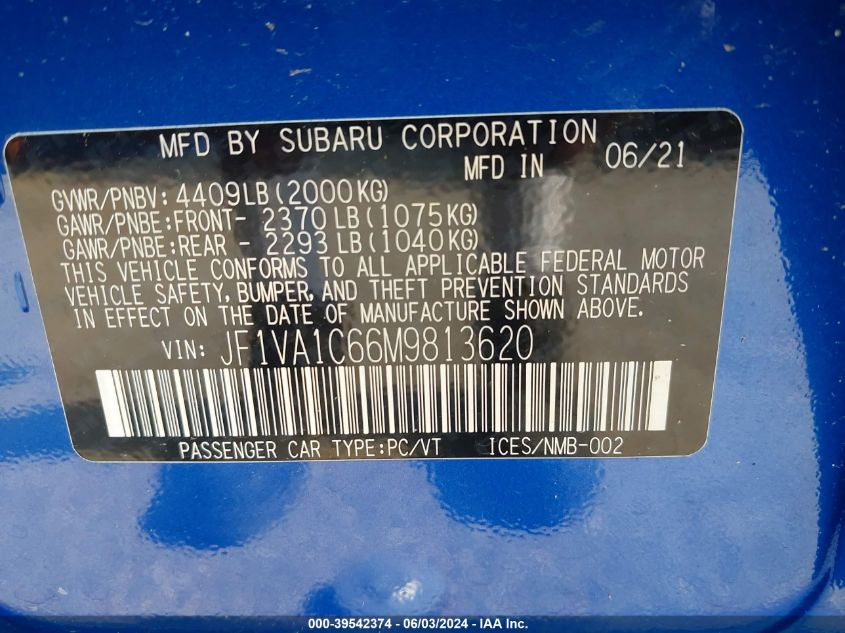 MFD BY SUBARU CORPORATION
MFD IN 06/21
GVWR/PNBV: 4409LB(2000KG)
GAWR/PNBE:FRONT- 2370 LB(1075KG)
GAWR/PNBE:REAR - 2293 LB(1040KG)
THIS VEHICLE CONFORMS TO ALL APPLICABLE FEDERAL MOTOR
VEHICLE SAFETY, BUMPER, AND THEFT PREVENTION STANDARDS
IN EFFECT ON THE DATE OF MANUFACTURE SHOWN ABOVE.
VIN: JF1VA1C66M9813620
PASSENGER CAR TYPE:PC/VT ICES/NMB-002
000-39542374 - 06/03/2024 - IAA Inc.